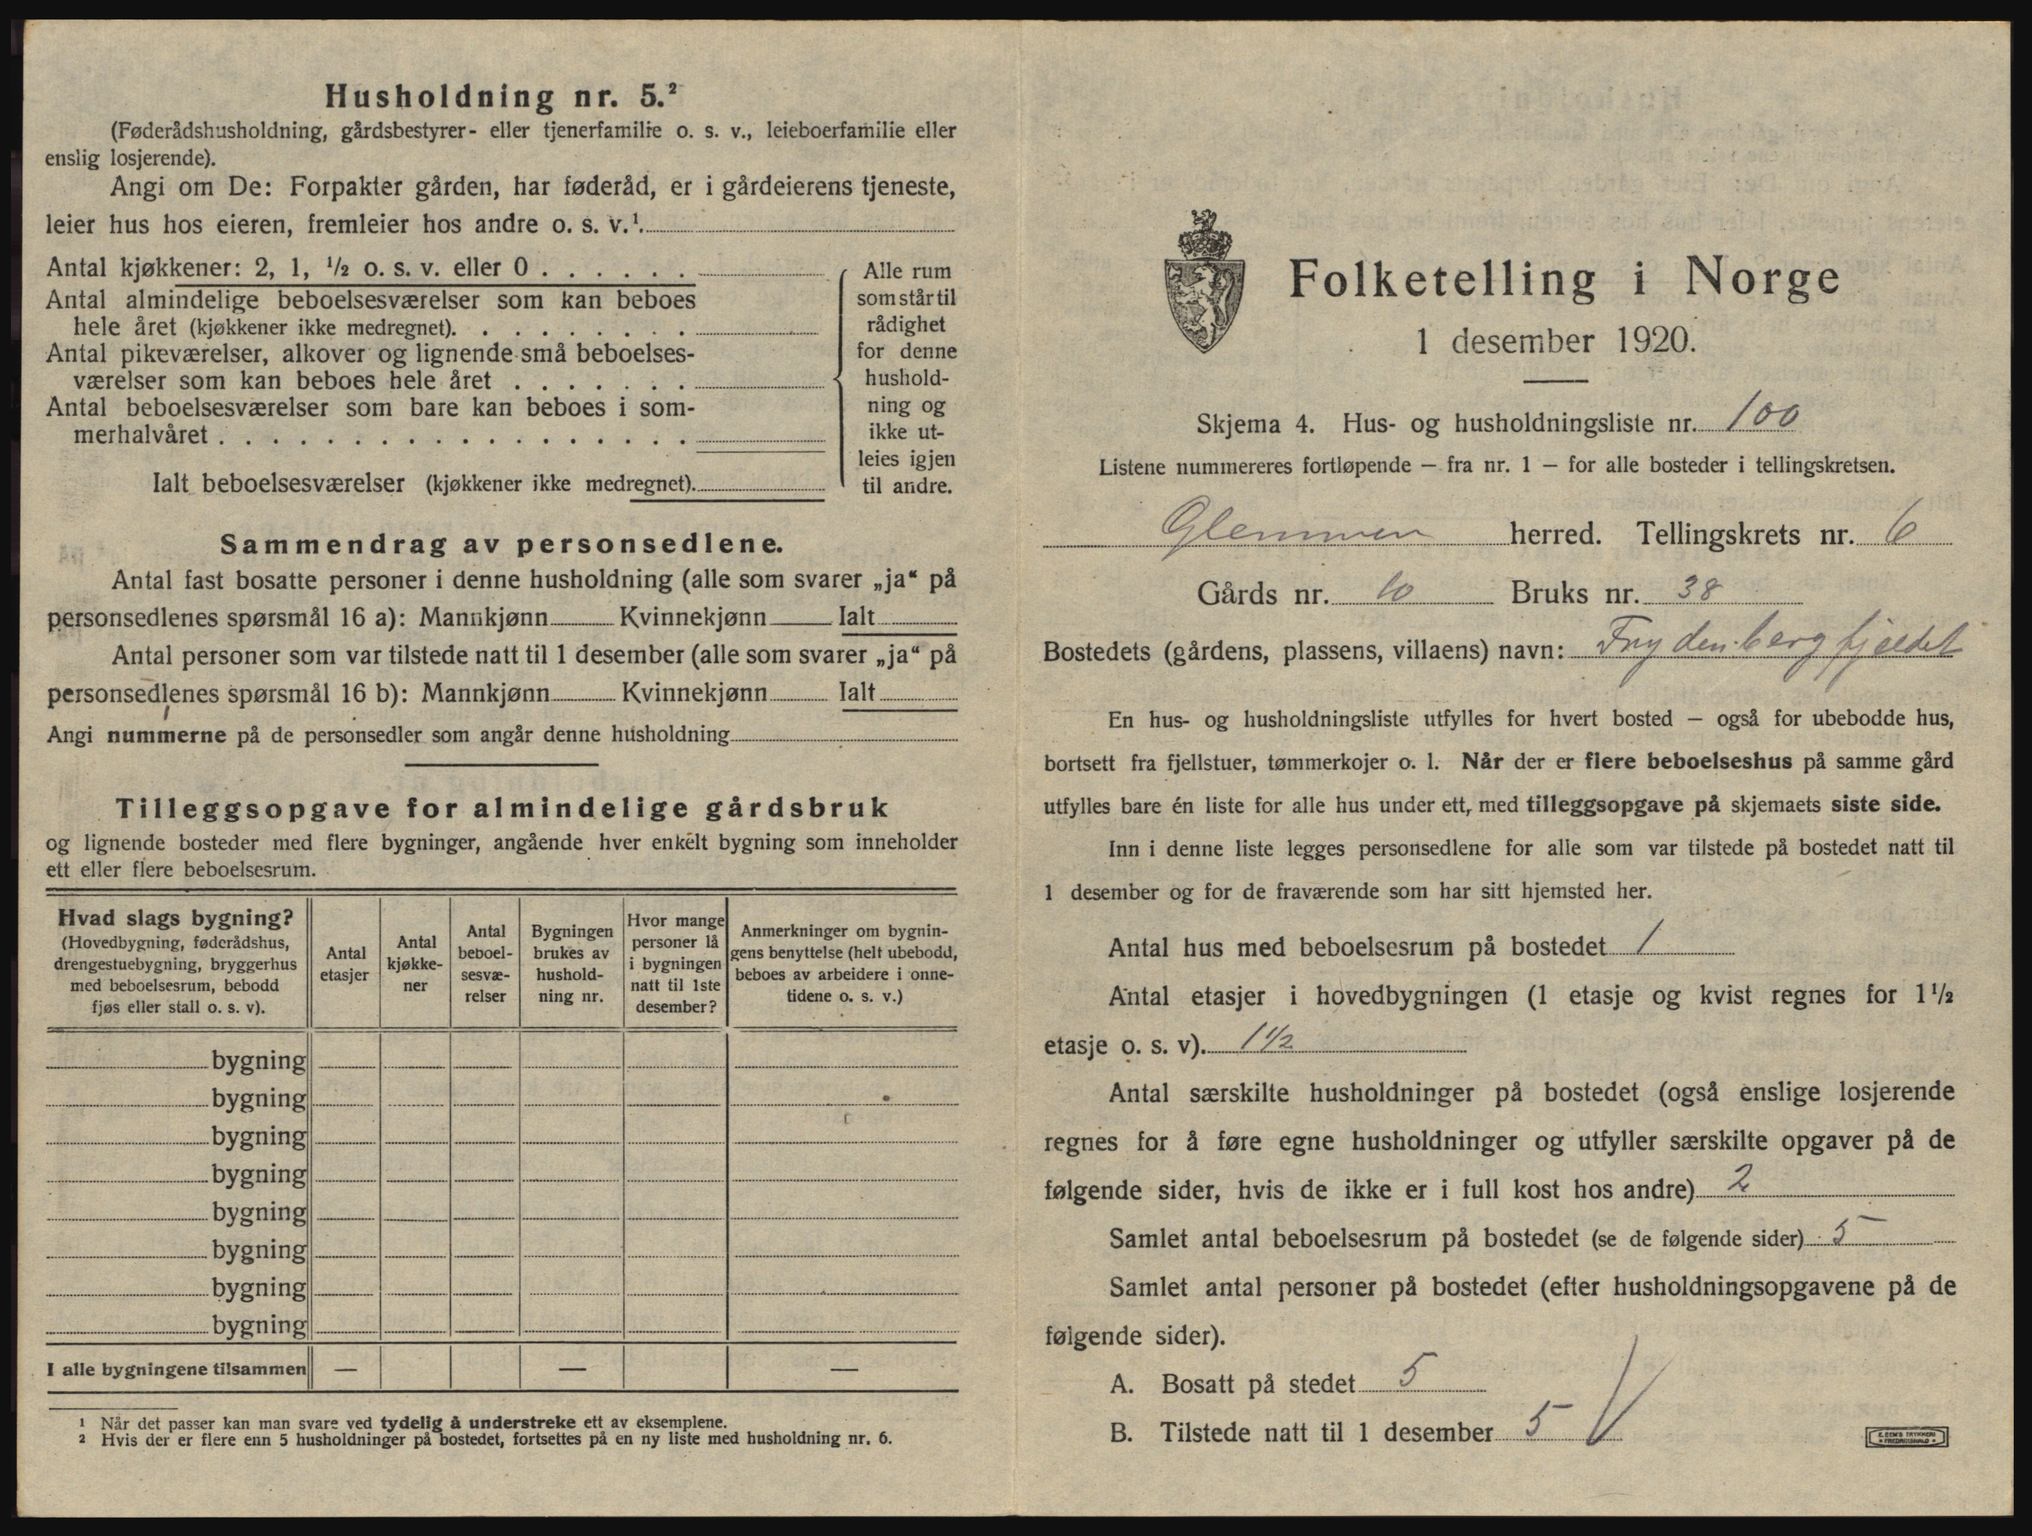 Husholdning nr. 5.²
(Føderådshusholdning, gårdsbestyrer- eller tjenerfamilie o. s. v., leieboerfamilie eller
enslig losjerende).
Angi om De: Forpakter gården, har føderåd, er i gårdeierens tjeneste,
leier hus hos eieren, fremleier hos andre o. s. v.¹.
Antal kjøkkener: 2, 1, ½ o. s. v. eller 0 . . . . . .
Antal almindelige beboelsesværelser som kan beboes
hele året (kjøkkener ikke medregnet). . . . . . . . .
Antal pikeværelser, alkover og lignende små beboelses-
værelser som kan beboes hele året . . . . . . .
Antal beboelsesværelser som bare kan beboes i som-
merhalvåret . . . . . . . . . . . . . . . . .
Ialt beboelsesværelser (kjøkkener ikke medregnet).
Alle rum
som står til
rådighet
for denne
hushold-
ning og
ikke ut-
leies igjen
til andre.
Sammendrag av personsedlene.
Antal fast bosatte personer i denne husholdning (alle som svarer „ja“ på
personsedlenes spørsmål 16 a): Mannkjønn Kvinnekjønn Ialt
Antal personer som var tilstede natt til 1 desember (alle som svarer „ja“ på
personsedlenes spørsmål 16 b): Mannkjønn Kvinnekjønn Ialt
Angi nummerne på de personsedler som angår denne husholdning
Tilleggsopgave for almindelige gårdsbruk
og lignende bosteder med flere bygninger, angående hver enkelt bygning som inneholder
ett eller flere beboelsesrum.
Hvad slags bygning?
(Hovedbygning, føderådshus,
drengestuebygning, bryggerhus
med beboelsesrum, bebodd
fjøs eller stall o. s. v).
Antal
etasjer
Antal
kjøkke-
ner
Antal
beboel-
sesvæ-
relser
Bygningen
brukes av
hushold-
ning nr.
Hvor mange
personer lå
i bygningen
natt til 1ste
desember?
Anmerkninger om bygnin-
gens benyttelse (helt ubebodd,
beboes av arbeidere i onne-
tidene o. s. v.)
bygning
bygning
bygning
bygning
bygning
bygning
bygning
bygning
I alle bygningene tilsammen — — —
¹ Når det passer kan man svare ved tydelig å understreke ett av eksemplene.
² Hvis der er flere enn 5 husholdninger på bostedet, fortsettes på en ny liste med husholdning nr. 6.
Folketelling i Norge
1 desember 1920.
Skjema 4. Hus- og husholdningsliste nr. 100
Listene nummereres fortløpende – fra nr. 1 – for alle bosteder i tellingskretsen.
Glemmen herred. Tellingskrets nr. 6
Gårds nr. 10 Bruks nr. 38
Bostedets (gårdens, plassens, villaens) navn: Frydenbergfjeldet
En hus- og husholdningsliste utfylles for hvert bosted – også for ubebodde hus,
bortsett fra fjellstuer, tømmerkojer o. l. Når der er flere beboelseshus på samme gård
utfylles bare én liste for alle hus under ett, med tilleggsopgave på skjemaets siste side.
Inn i denne liste legges personsedlene for alle som var tilstede på bostedet natt til
1 desember og for de fraværende som har sitt hjemsted her.
Antal hus med beboelsesrum på bostedet 1
Antal etasjer i hovedbygningen (1 etasje og kvist regnes for 1½
etasje o. s. v). 1½
Antal særskilte husholdninger på bostedet (også enslige losjerende
regnes for å føre egne husholdninger og utfyller særskilte opgaver på de
følgende sider, hvis de ikke er i full kost hos andre) 2
Samlet antal beboelsesrum på bostedet (se de følgende sider) 5
Samlet antal personer på bostedet (efter husholdningsopgavene på de
følgende sider).
A. Bosatt på stedet 5
B. Tilstede natt til 1 desember 5